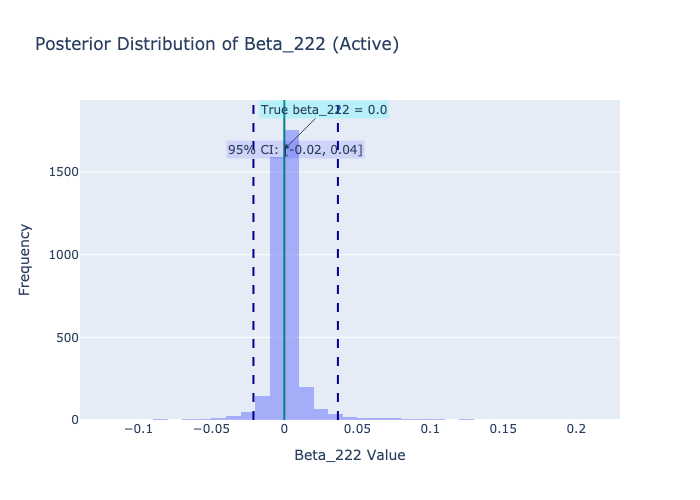 Posterior Distribution of Beta_222 (Active)
True beta_222 = 0.0
95% CI: [-0.02, 0.04]
1500
1000
500
0
Frequency
−0.1
−0.05
0
0.05
0.1
0.15
0.2
Beta_222 Value